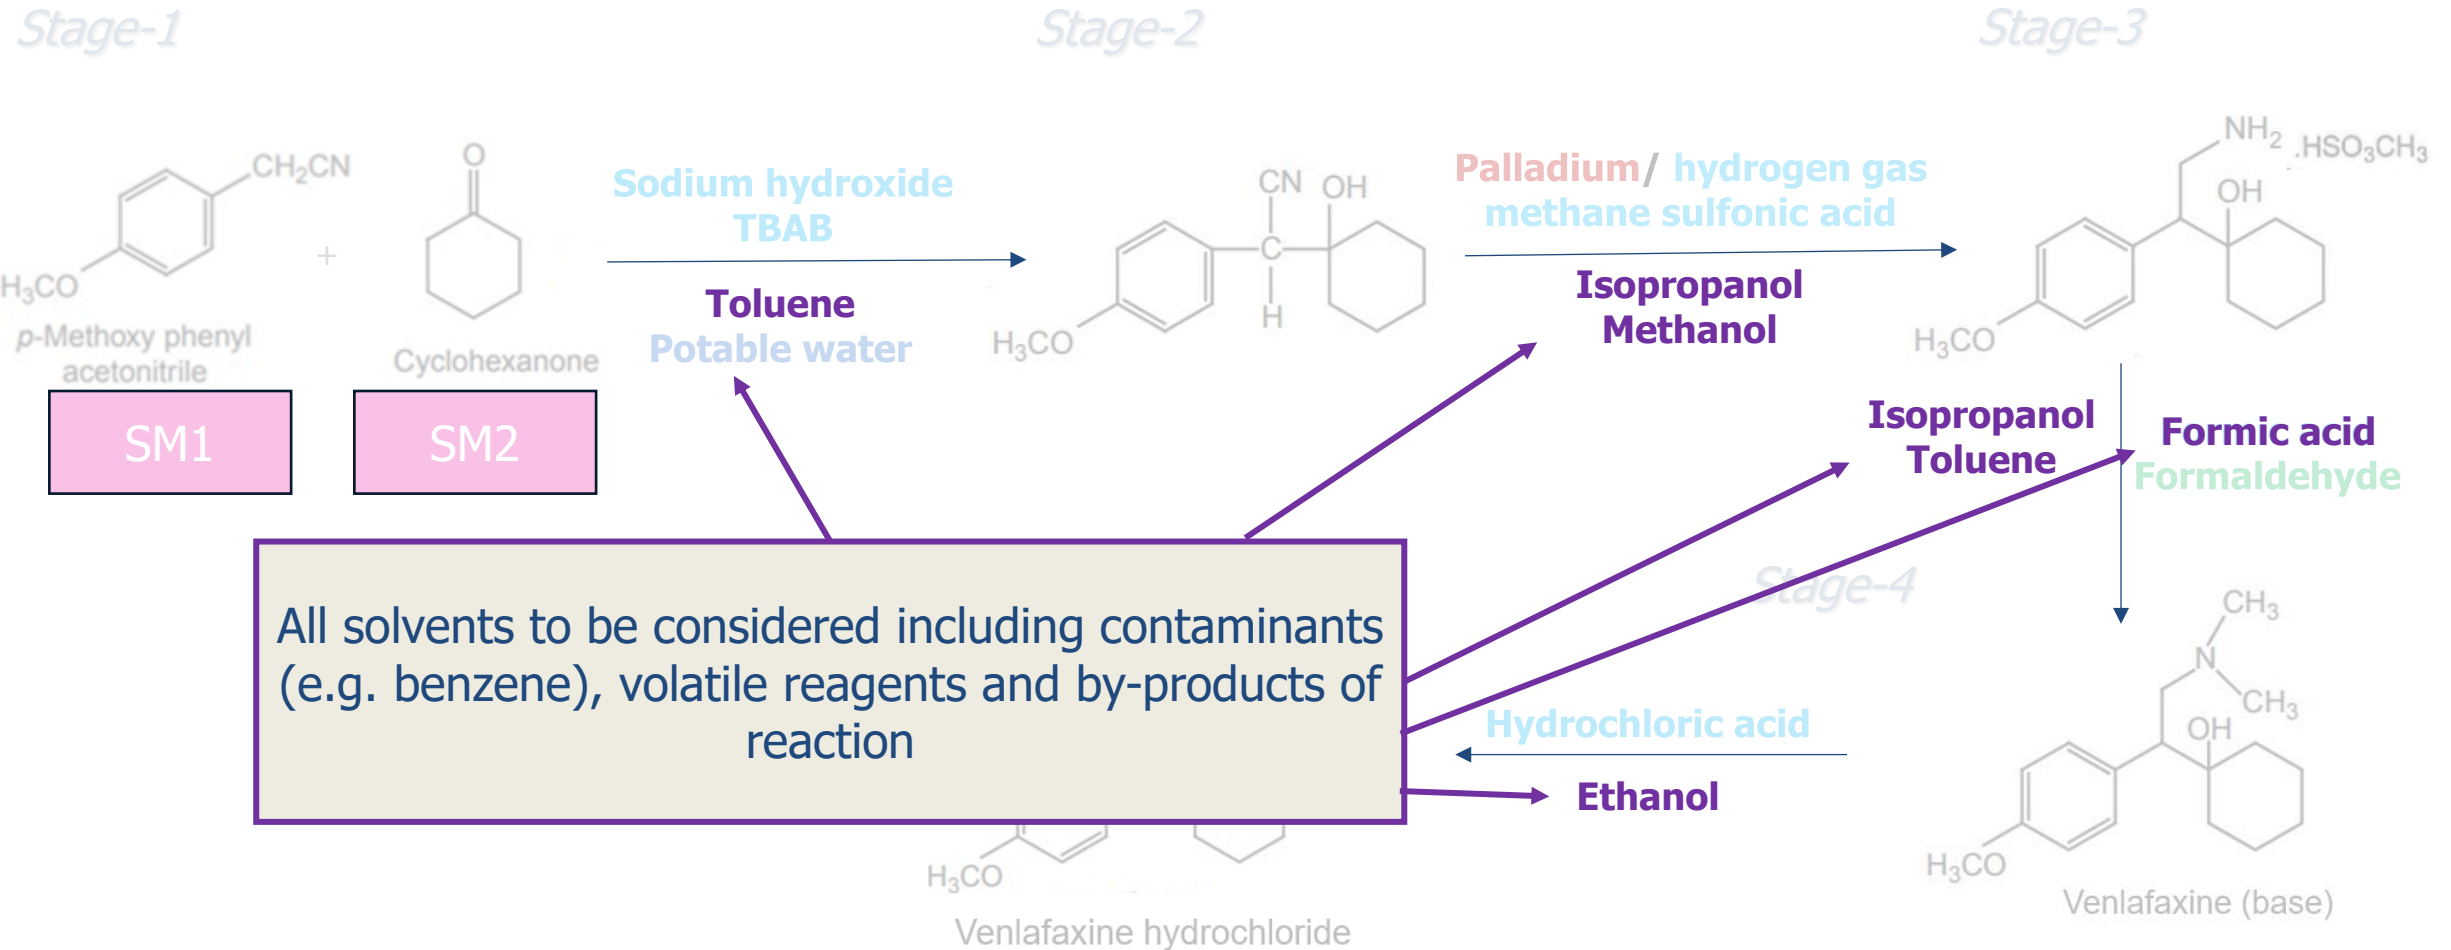 Stage-1
Stage-2
Stage-3
CH₂CN
H₃CO
p-Methoxy phenyl
acetonitrile
+
O
Cyclohexanone
SM1
SM2
Sodium hydroxide
TBAB
Toluene
Potable water
CN OH
C
H
H₃CO
Palladium/ hydrogen gas
methane sulfonic acid
Isopropanol
Methanol
NH₂
.HSO₃CH₃
OH
H₃CO
Isopropanol
Toluene
Formic acid
Formaldehyde
All solvents to be considered including contaminants
(e.g. benzene), volatile reagents and by-products of
reaction
Stage-4
CH₃
N
CH₃
OH
H₃CO
Venlafaxine (base)
Hydrochloric acid
Ethanol
H₃CO
Venlafaxine hydrochloride